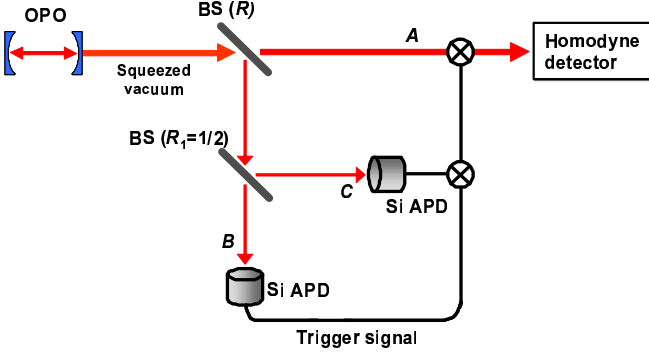 OPO
BS (R)
A
Homodyne
detector
Squeezed
vacuum
BS (R₁=1/2)
C
Si APD
B
Si APD
Trigger signal